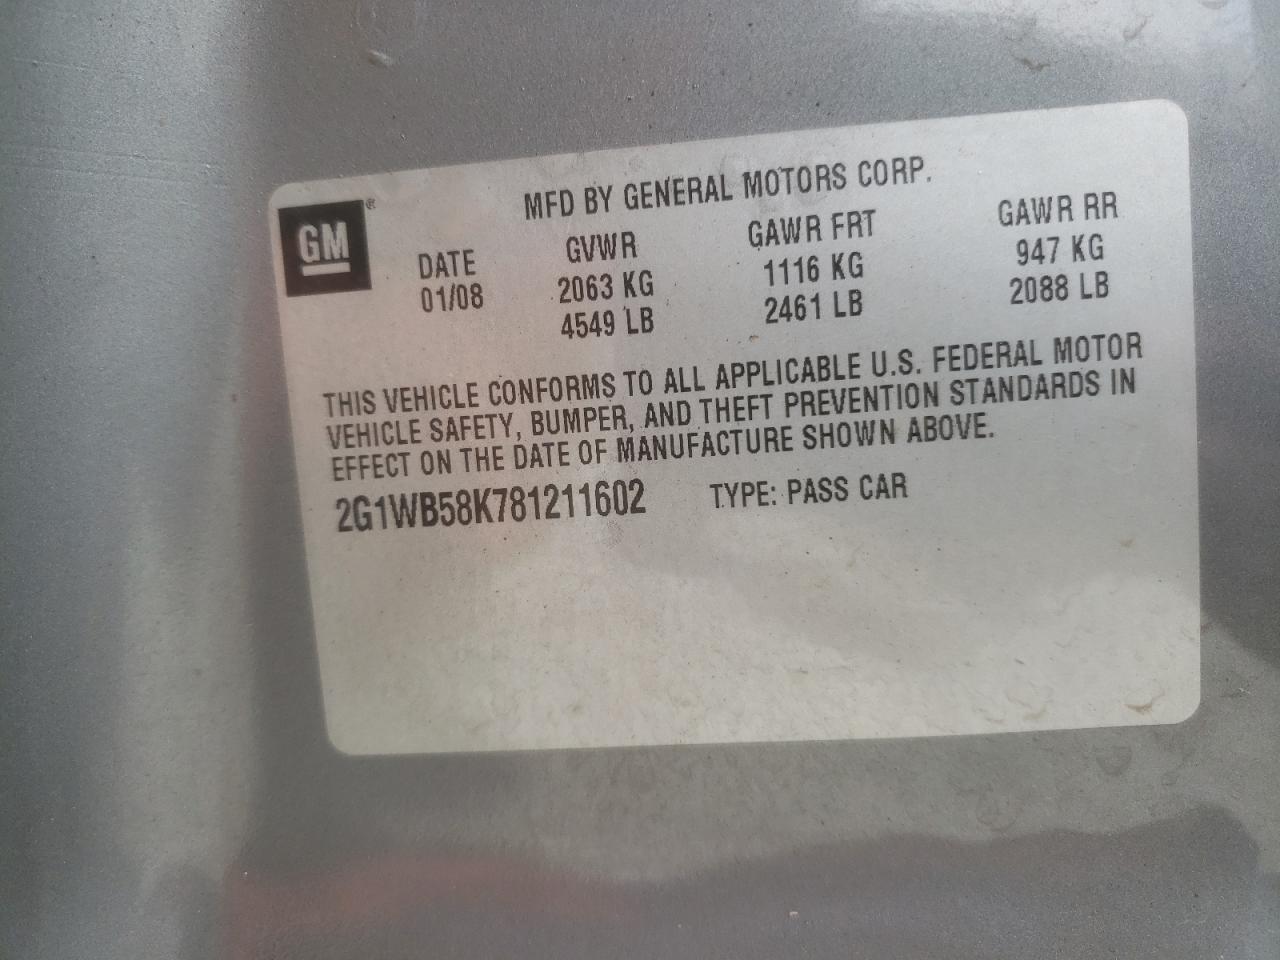 GM ®
MFD BY GENERAL MOTORS CORP.
DATE GVWR GAWR FRT GAWR RR
01/08 2063 KG 1116 KG 947 KG
4549 LB 2461 LB 2088 LB
THIS VEHICLE CONFORMS TO ALL APPLICABLE U.S. FEDERAL MOTOR
VEHICLE SAFETY, BUMPER, AND THEFT PREVENTION STANDARDS IN
EFFECT ON THE DATE OF MANUFACTURE SHOWN ABOVE.
2G1WB58K781211602 TYPE: PASS CAR